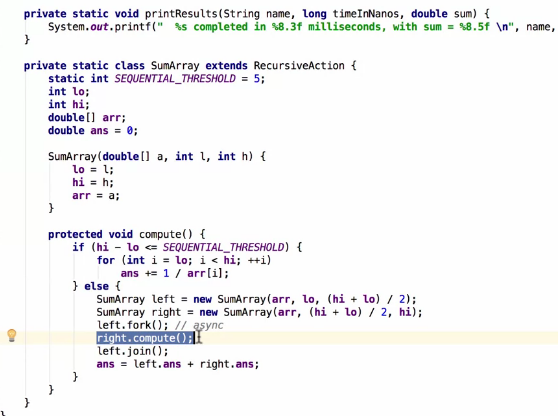 private static void printResults(String name, long timeInNanos, double sum) {
System.out.printf("  %s completed in %8.3f milliseconds, with sum = %8.5f \n", name,
}
private static class SumArray extends RecursiveAction {
static int SEQUENTIAL_THRESHOLD = 5;
int lo;
int hi;
double[] arr;
double ans = 0;
SumArray(double[] a, int l, int h) {
lo = l;
hi = h;
arr = a;
}
protected void compute() {
if (hi - lo <= SEQUENTIAL_THRESHOLD) {
for (int i = lo; i < hi; ++i)
ans += 1 / arr[i];
} else {
SumArray left = new SumArray(arr, lo, (hi + lo) / 2);
SumArray right = new SumArray(arr, (hi + lo) / 2, hi);
left.fork(); // async
right.compute();
left.join();
ans = left.ans + right.ans;
}
}
}
}